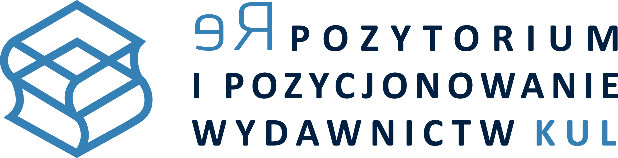 ɘЯ POZYTORIUM
I POZYCJONOWANIE
WYDAWNICTW KUL